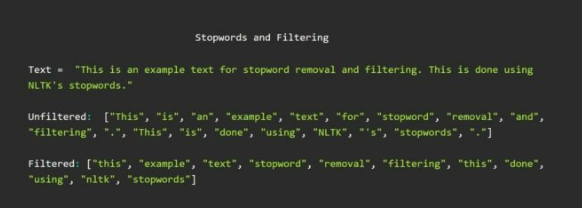 Stopwords and Filtering
Text = "This is an example text for stopword removal and filtering. This is done using
NLTK's stopwords."
Unfiltered: ["This", "is", "an", "example", "text", "for", "stopword", "removal", "and",
"filtering", ".", "This", "is", "done", "using", "NLTK", "'s", "stopwords", "."]
Filtered: ["this", "example", "text", "stopword", "removal", "filtering", "this", "done",
"using", "nltk", "stopwords"]